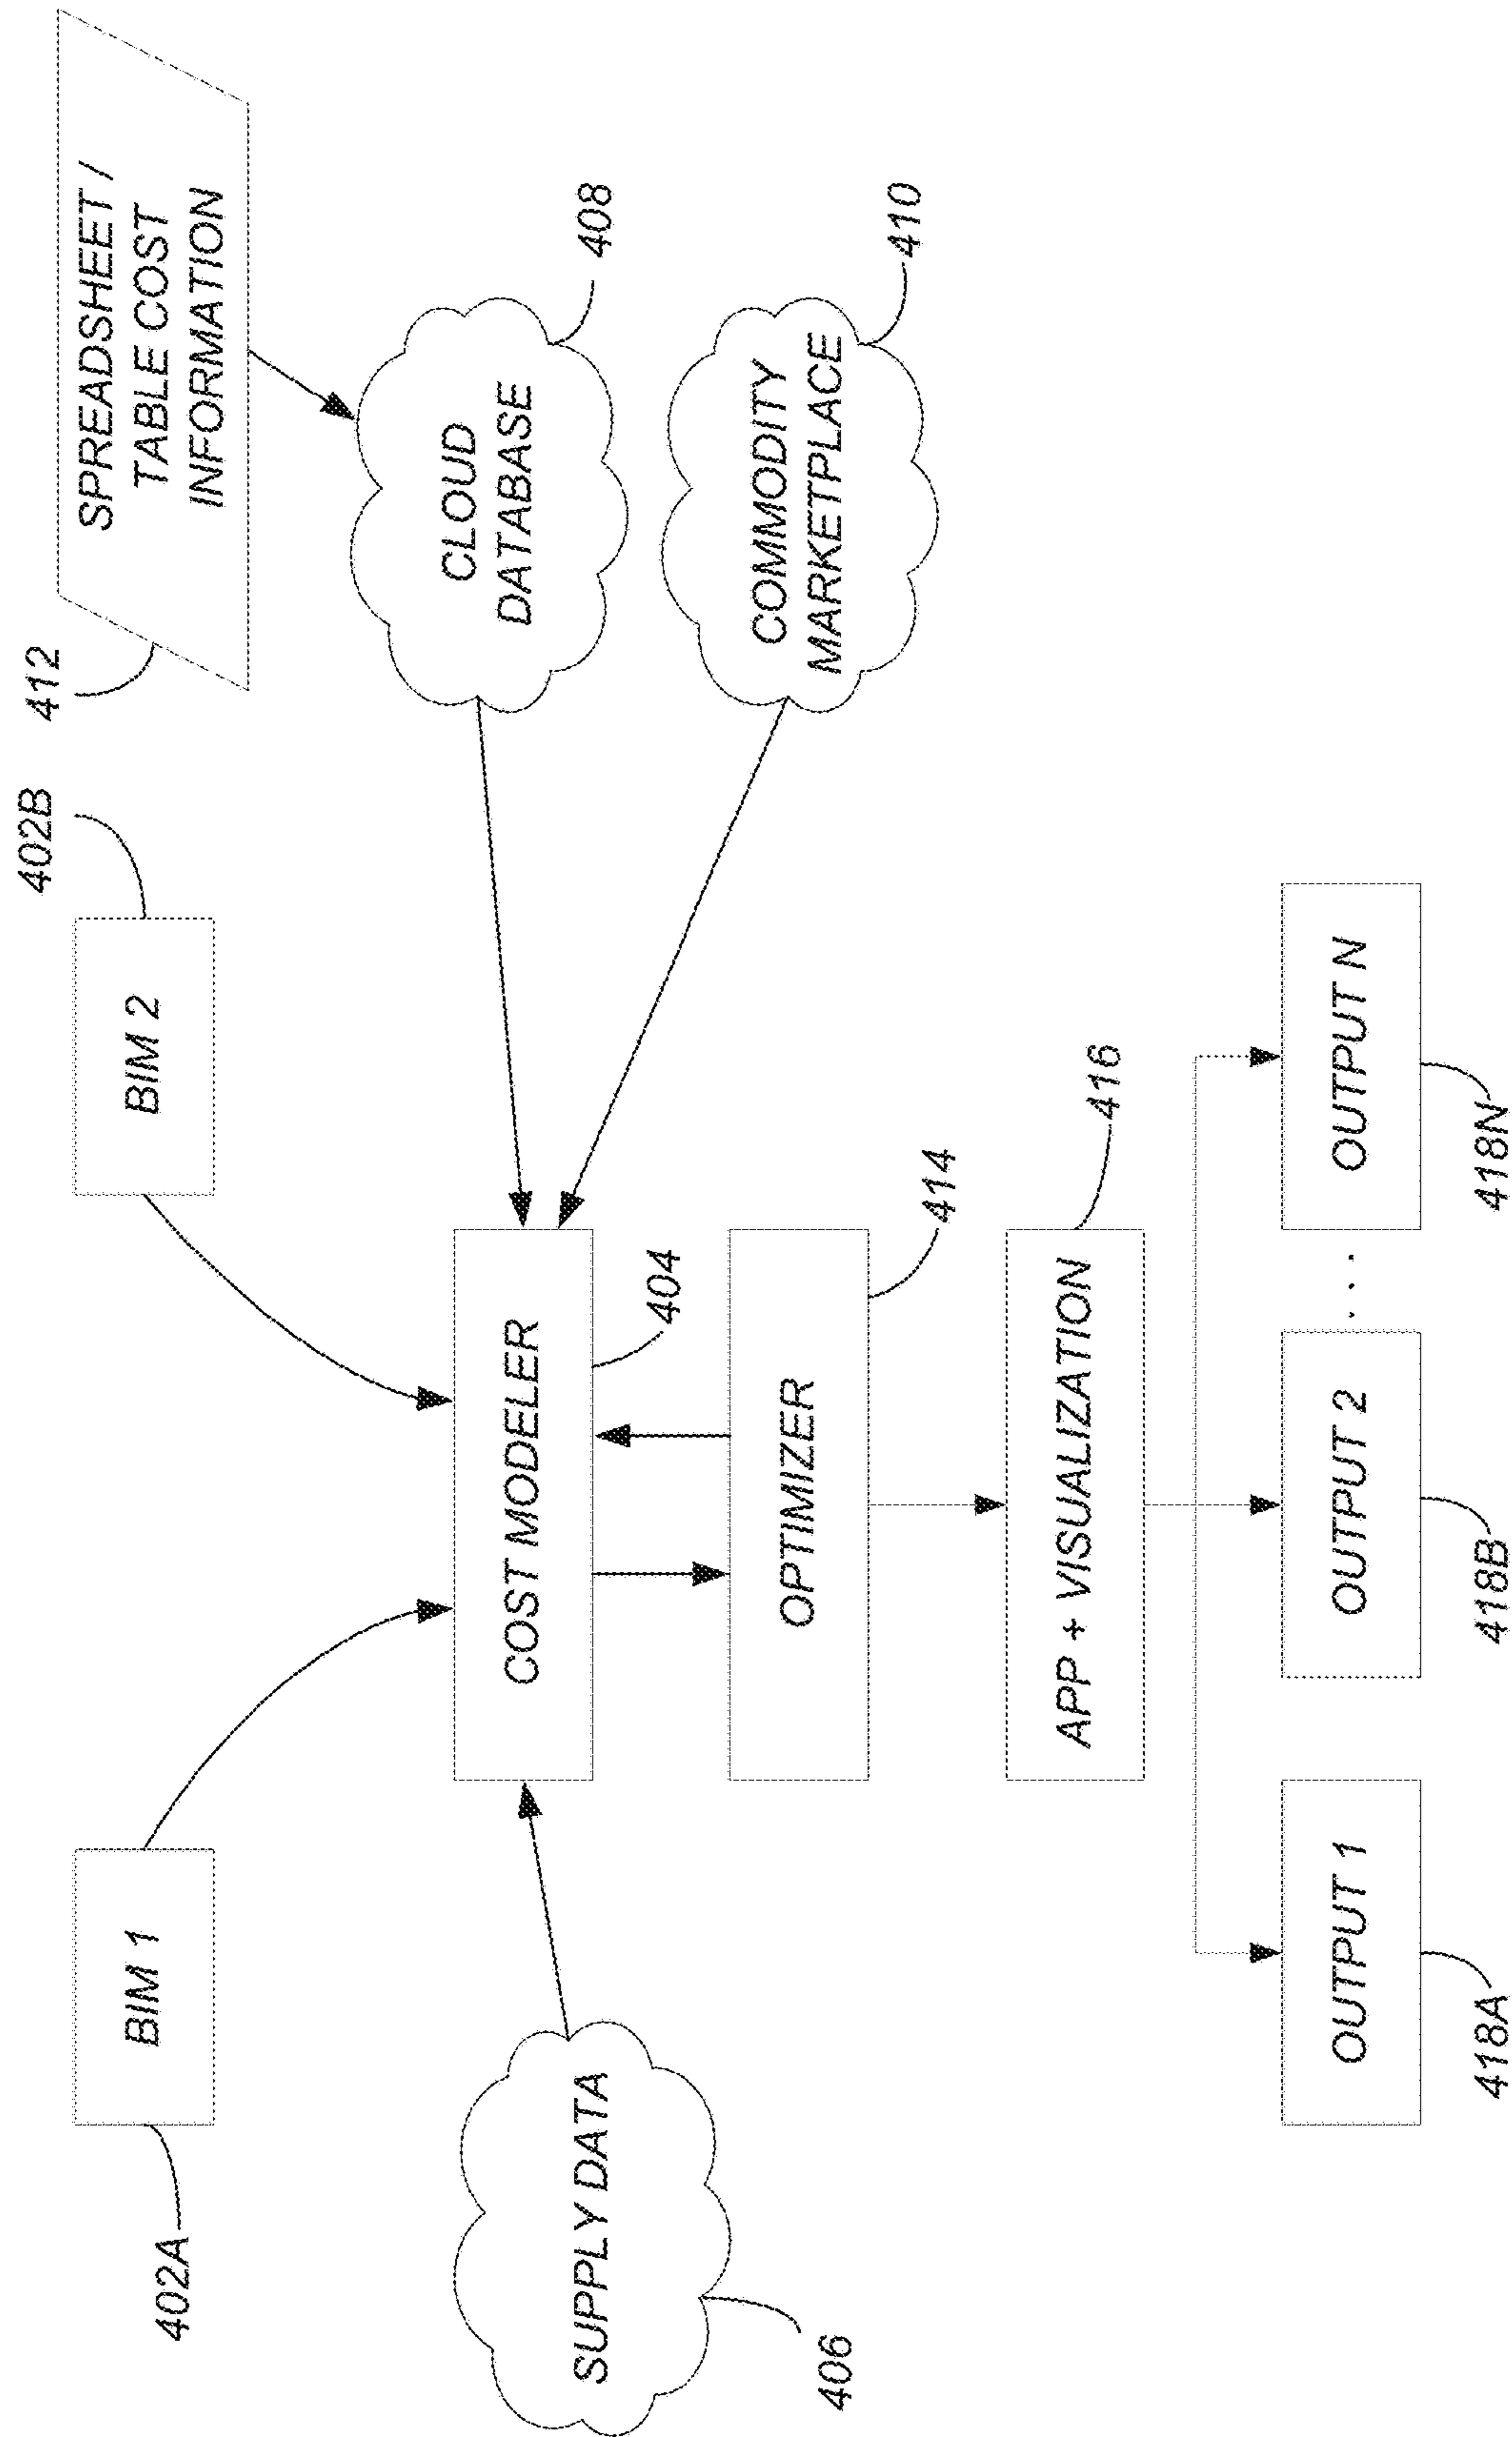 402A
BIM 1
BIM 2
402B
412
SPREADSHEET /
TABLE COST
INFORMATION
SUPPLY DATA
406
COST MODELER
404
CLOUD
DATABASE
408
COMMODITY
MARKETPLACE
410
OPTIMIZER
414
APP + VISUALIZATION
416
OUTPUT 1
418A
OUTPUT 2
418B
. . .
OUTPUT N
418N